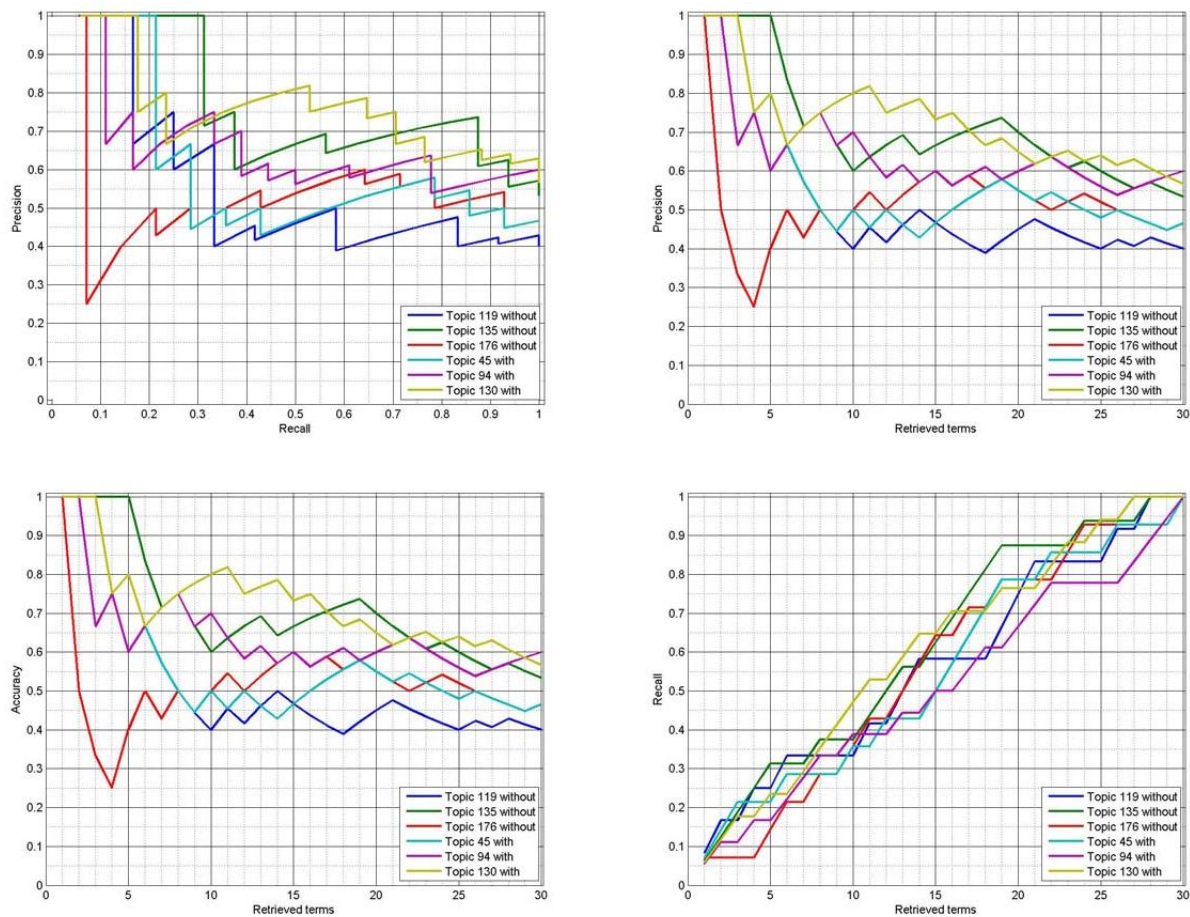 1
0.9
0.8
0.7
0.6
0.5
0.4
0.3
0.2
0.1
0
Precision
0 0.1 0.2 0.3 0.4 0.5 0.6 0.7 0.8 0.9 1
Recall
Topic 119 without
Topic 135 without
Topic 176 without
Topic 45 with
Topic 94 with
Topic 130 with
1
0.9
0.8
0.7
0.6
0.5
0.4
0.3
0.2
0.1
0
Precision
0 5 10 15 20 25 30
Retrieved terms
Topic 119 without
Topic 135 without
Topic 176 without
Topic 45 with
Topic 94 with
Topic 130 with
1
0.9
0.8
0.7
0.6
0.5
0.4
0.3
0.2
0.1
0
Accuracy
0 5 10 15 20 25 30
Retrieved terms
Topic 119 without
Topic 135 without
Topic 176 without
Topic 45 with
Topic 94 with
Topic 130 with
1
0.9
0.8
0.7
0.6
0.5
0.4
0.3
0.2
0.1
0
Recall
0 5 10 15 20 25 30
Retrieved terms
Topic 119 without
Topic 135 without
Topic 176 without
Topic 45 with
Topic 94 with
Topic 130 with